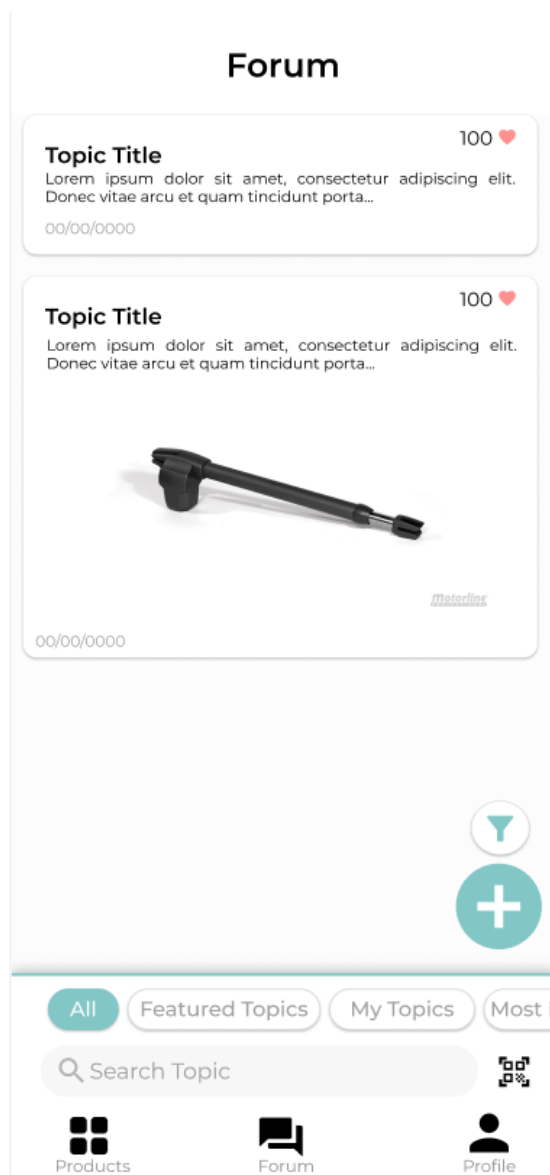 Forum
100
Topic Title
Lorem ipsum dolor sit amet, consectetur adipiscing elit.
Donec vitae arcu et quam tincidunt porta...
00/00/0000
100
Topic Title
Lorem ipsum dolor sit amet, consectetur adipiscing elit.
Donec vitae arcu et quam tincidunt porta...
Motorline
00/00/0000
All Featured Topics My Topics Most
Search Topic
Products Forum Profile